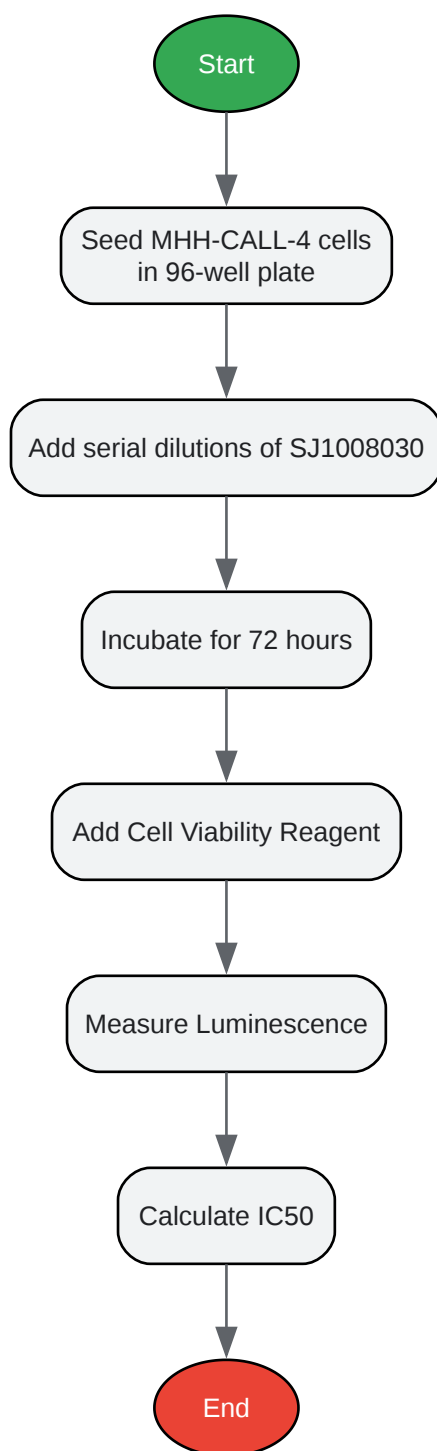 Start
Seed MHH-CALL-4 cells
in 96-well plate
Add serial dilutions of SJ1008030
Incubate for 72 hours
Add Cell Viability Reagent
Measure Luminescence
Calculate IC50
End